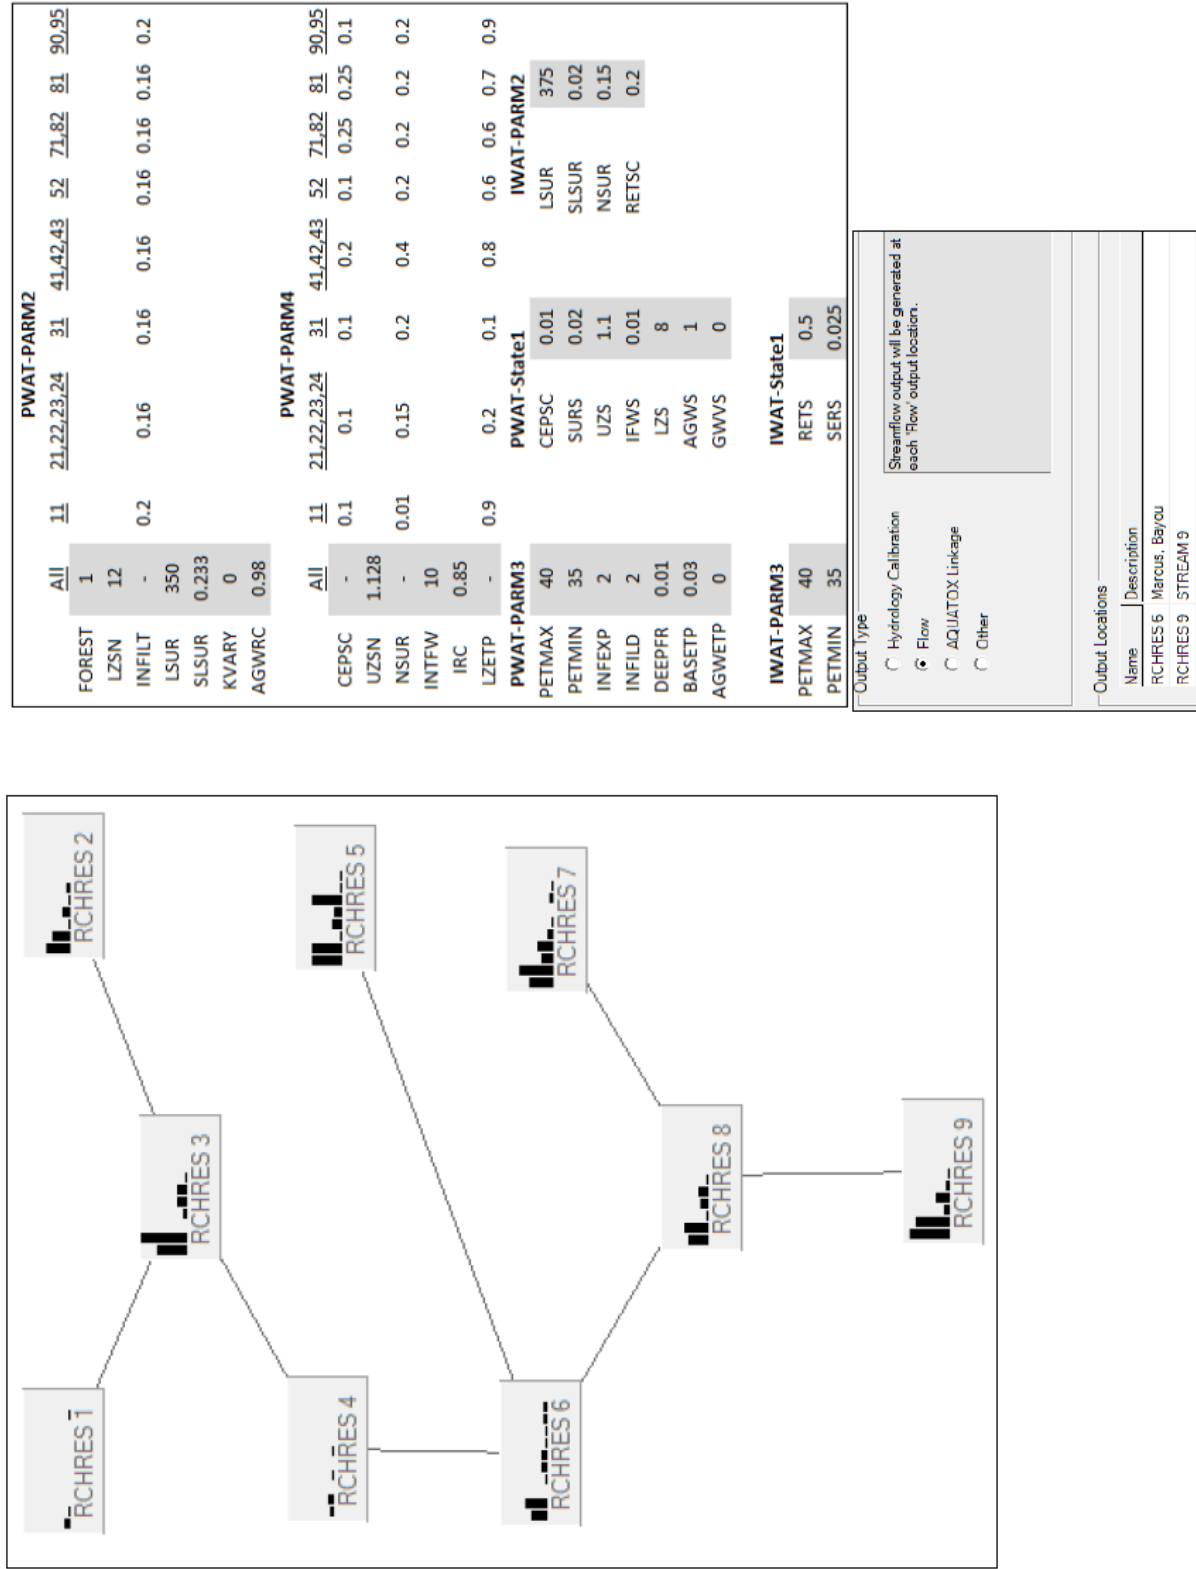 RCHRES 1
RCHRES 2
RCHRES 3
RCHRES 4
RCHRES 5
RCHRES 6
RCHRES 7
RCHRES 8
RCHRES 9
PWAT-PARM2
All 11 21,22,23,24 31 41,42,43 52 71,82 81 90,95
FOREST 1
LZSN 12
INFILT - 0.2 0.16 0.16 0.16 0.16 0.16 0.16 0.2
LSUR 350
SLSUR 0.233
KVARY 0
AGWRC 0.98
PWAT-PARM4
All 11 21,22,23,24 31 41,42,43 52 71,82 81 90,95
CEPSC - 0.1 0.1 0.1 0.2 0.1 0.25 0.25 0.1
UZSN 1.128
NSUR - 0.01 0.15 0.2 0.4 0.2 0.2 0.2 0.2
INTFW 10
IRC 0.85
LZETP - 0.9 0.2 0.1 0.8 0.6 0.6 0.7 0.9
PWAT-PARM3 PWAT-State1 IWAT-PARM2
PETMAX 40 CEPSC 0.01 LSUR 375
PETMIN 35 SURS 0.02 SLSUR 0.02
INFEXP 2 UZS 1.1 NSUR 0.15
INFILD 2 IFWS 0.01 RETSC 0.2
DEEPFR 0.01 LZS 8
BASETP 0.03 AGWS 1
AGWETP 0 GWVS 0
IWAT-PARM3 IWAT-State1
PETMAX 40 RETS 0.5
PETMIN 35 SERS 0.025
Output Type
Hydrology Calibration
Flow
AQUATOX Linkage
Other
Streamflow output will be generated at
each 'Flow' output location.
Output Locations
Name Description
RCHRES 6 Marcus, Bayou
RCHRES 9 STREAM 9